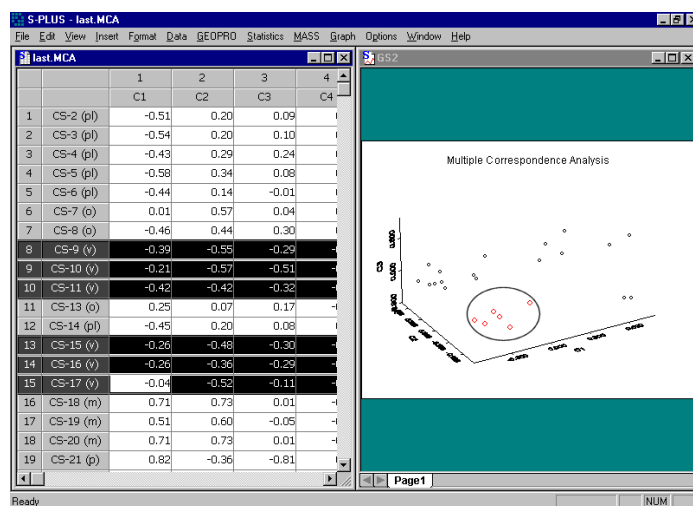 S-PLUS - last.MCA
File Edit View Insert Format Data GEOPRO Statistics MASS Graph Options Window Help
last.MCA
1 2 3 4
C1 C2 C3 C4
1 CS-2 (pl) -0.51 0.20 0.09
2 CS-3 (pl) -0.54 0.20 0.10
3 CS-4 (pl) -0.43 0.29 0.24
4 CS-5 (pl) -0.58 0.34 0.08
5 CS-6 (pl) -0.44 0.14 -0.01
6 CS-7 (o) 0.01 0.57 0.04
7 CS-8 (o) -0.46 0.44 0.30
8 CS-9 (v) -0.39 -0.55 -0.29
9 CS-10 (v) -0.21 -0.57 -0.51
10 CS-11 (v) -0.42 -0.42 -0.32
11 CS-13 (o) 0.25 0.07 0.17
12 CS-14 (pl) -0.45 0.20 0.08
13 CS-15 (v) -0.26 -0.48 -0.30
14 CS-16 (v) -0.26 -0.36 -0.29
15 CS-17 (v) -0.04 -0.52 -0.11
16 CS-18 (m) 0.71 0.73 0.01
17 CS-19 (m) 0.51 0.60 -0.05
18 CS-20 (m) 0.71 0.73 0.01
19 CS-21 (p) 0.82 -0.36 -0.81
GS2
Multiple Correspondence Analysis
C3
C1
Page1
Ready
NUM